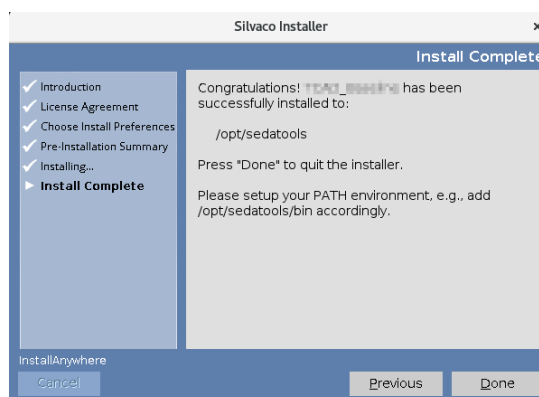 Silvaco Installer
×
Install Complete
Introduction
License Agreement
Choose Install Preferences
Pre-Installation Summary
Installing...
Install Complete
Congratulations! has been
successfully installed to:
/opt/sedatools
Press "Done" to quit the installer.
Please setup your PATH environment, e.g., add
/opt/sedatools/bin accordingly.
InstallAnywhere
Cancel
Previous
Done